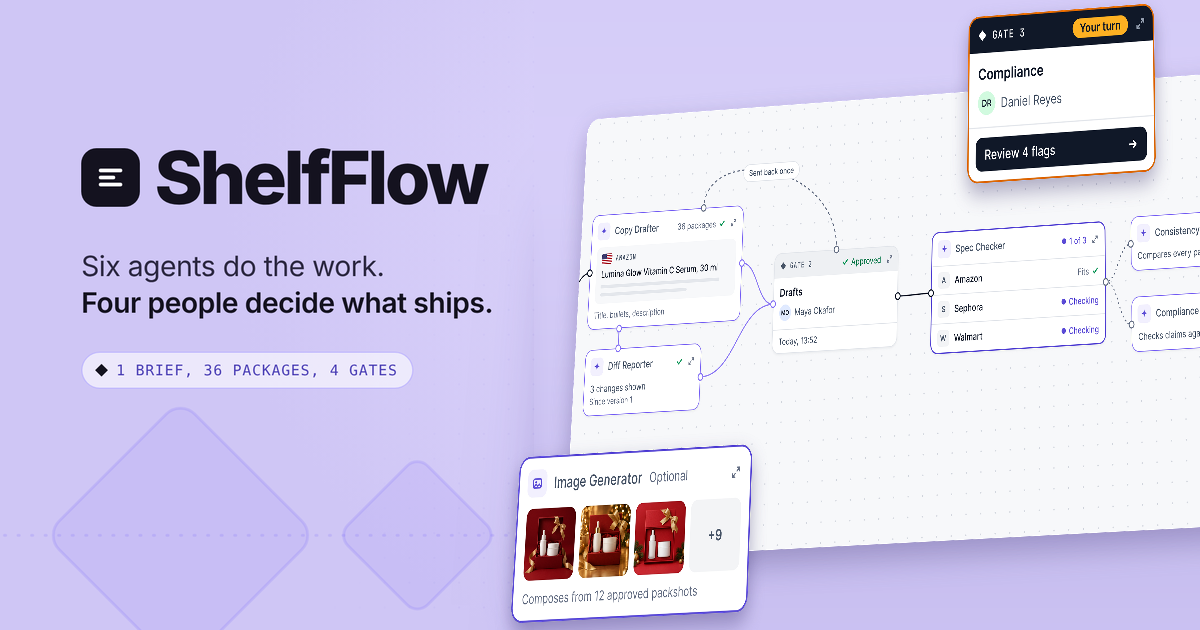 ShelfFlow
Six agents do the work.
Four people decide what ships.
1 BRIEF, 36 PACKAGES, 4 GATES
GATE 3
Your turn
Compliance
DR
Daniel Reyes
Review 4 flags
Sent back once
Copy Drafter
36 packages
AMAZON
Lumina Glow Vitamin C Serum, 30 ml
Title, bullets, description
Diff Reporter
3 changes shown
Since version 1
GATE 2
Approved
Drafts
MO
Maya Okafor
Today, 13:52
Spec Checker
1 of 3
A
Amazon
Fits
S
Sephora
Checking
W
Walmart
Checking
Consistency
Compares every pa
Compliance
Checks claims aga
Image Generator
Optional
+9
Composes from 12 approved packshots